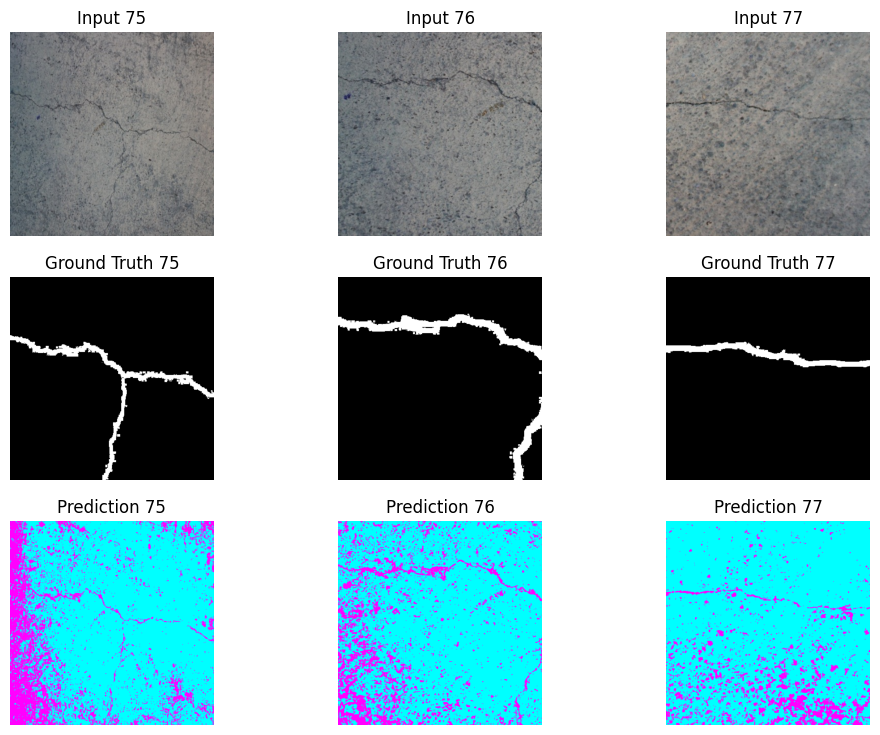 Input 75
Input 76
Input 77
Ground Truth 75
Ground Truth 76
Ground Truth 77
Prediction 75
Prediction 76
Prediction 77